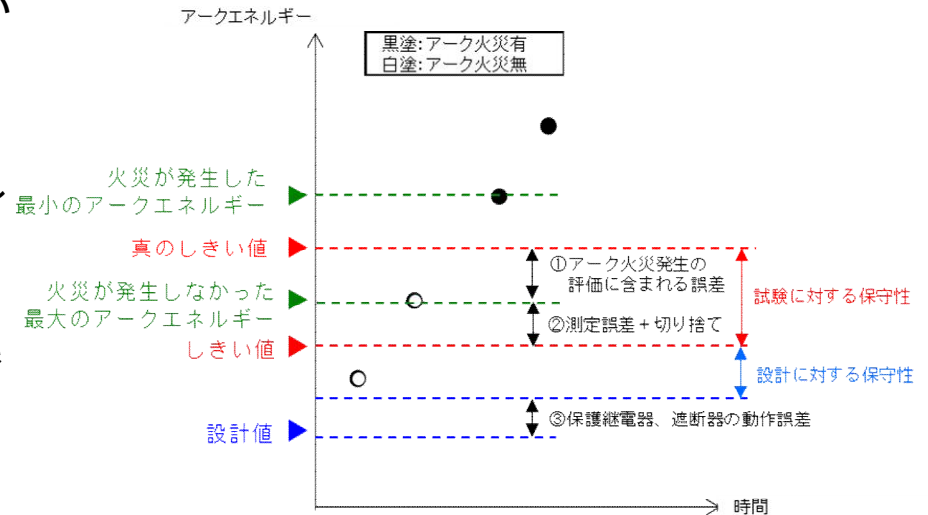 アークエネルギー
黒塗:アーク火災有
白塗:アーク火災無
火災が発生した
最小のアークエネルギー
真のしきい値
①アーク火災発生の
評価に含まれる誤差
火災が発生しなかった
最大のアークエネルギー
試験に対する保守性
②測定誤差+切り捨て
しきい値
設計に対する保守性
③保護継電器、遮断器の動作誤差
設計値
時間